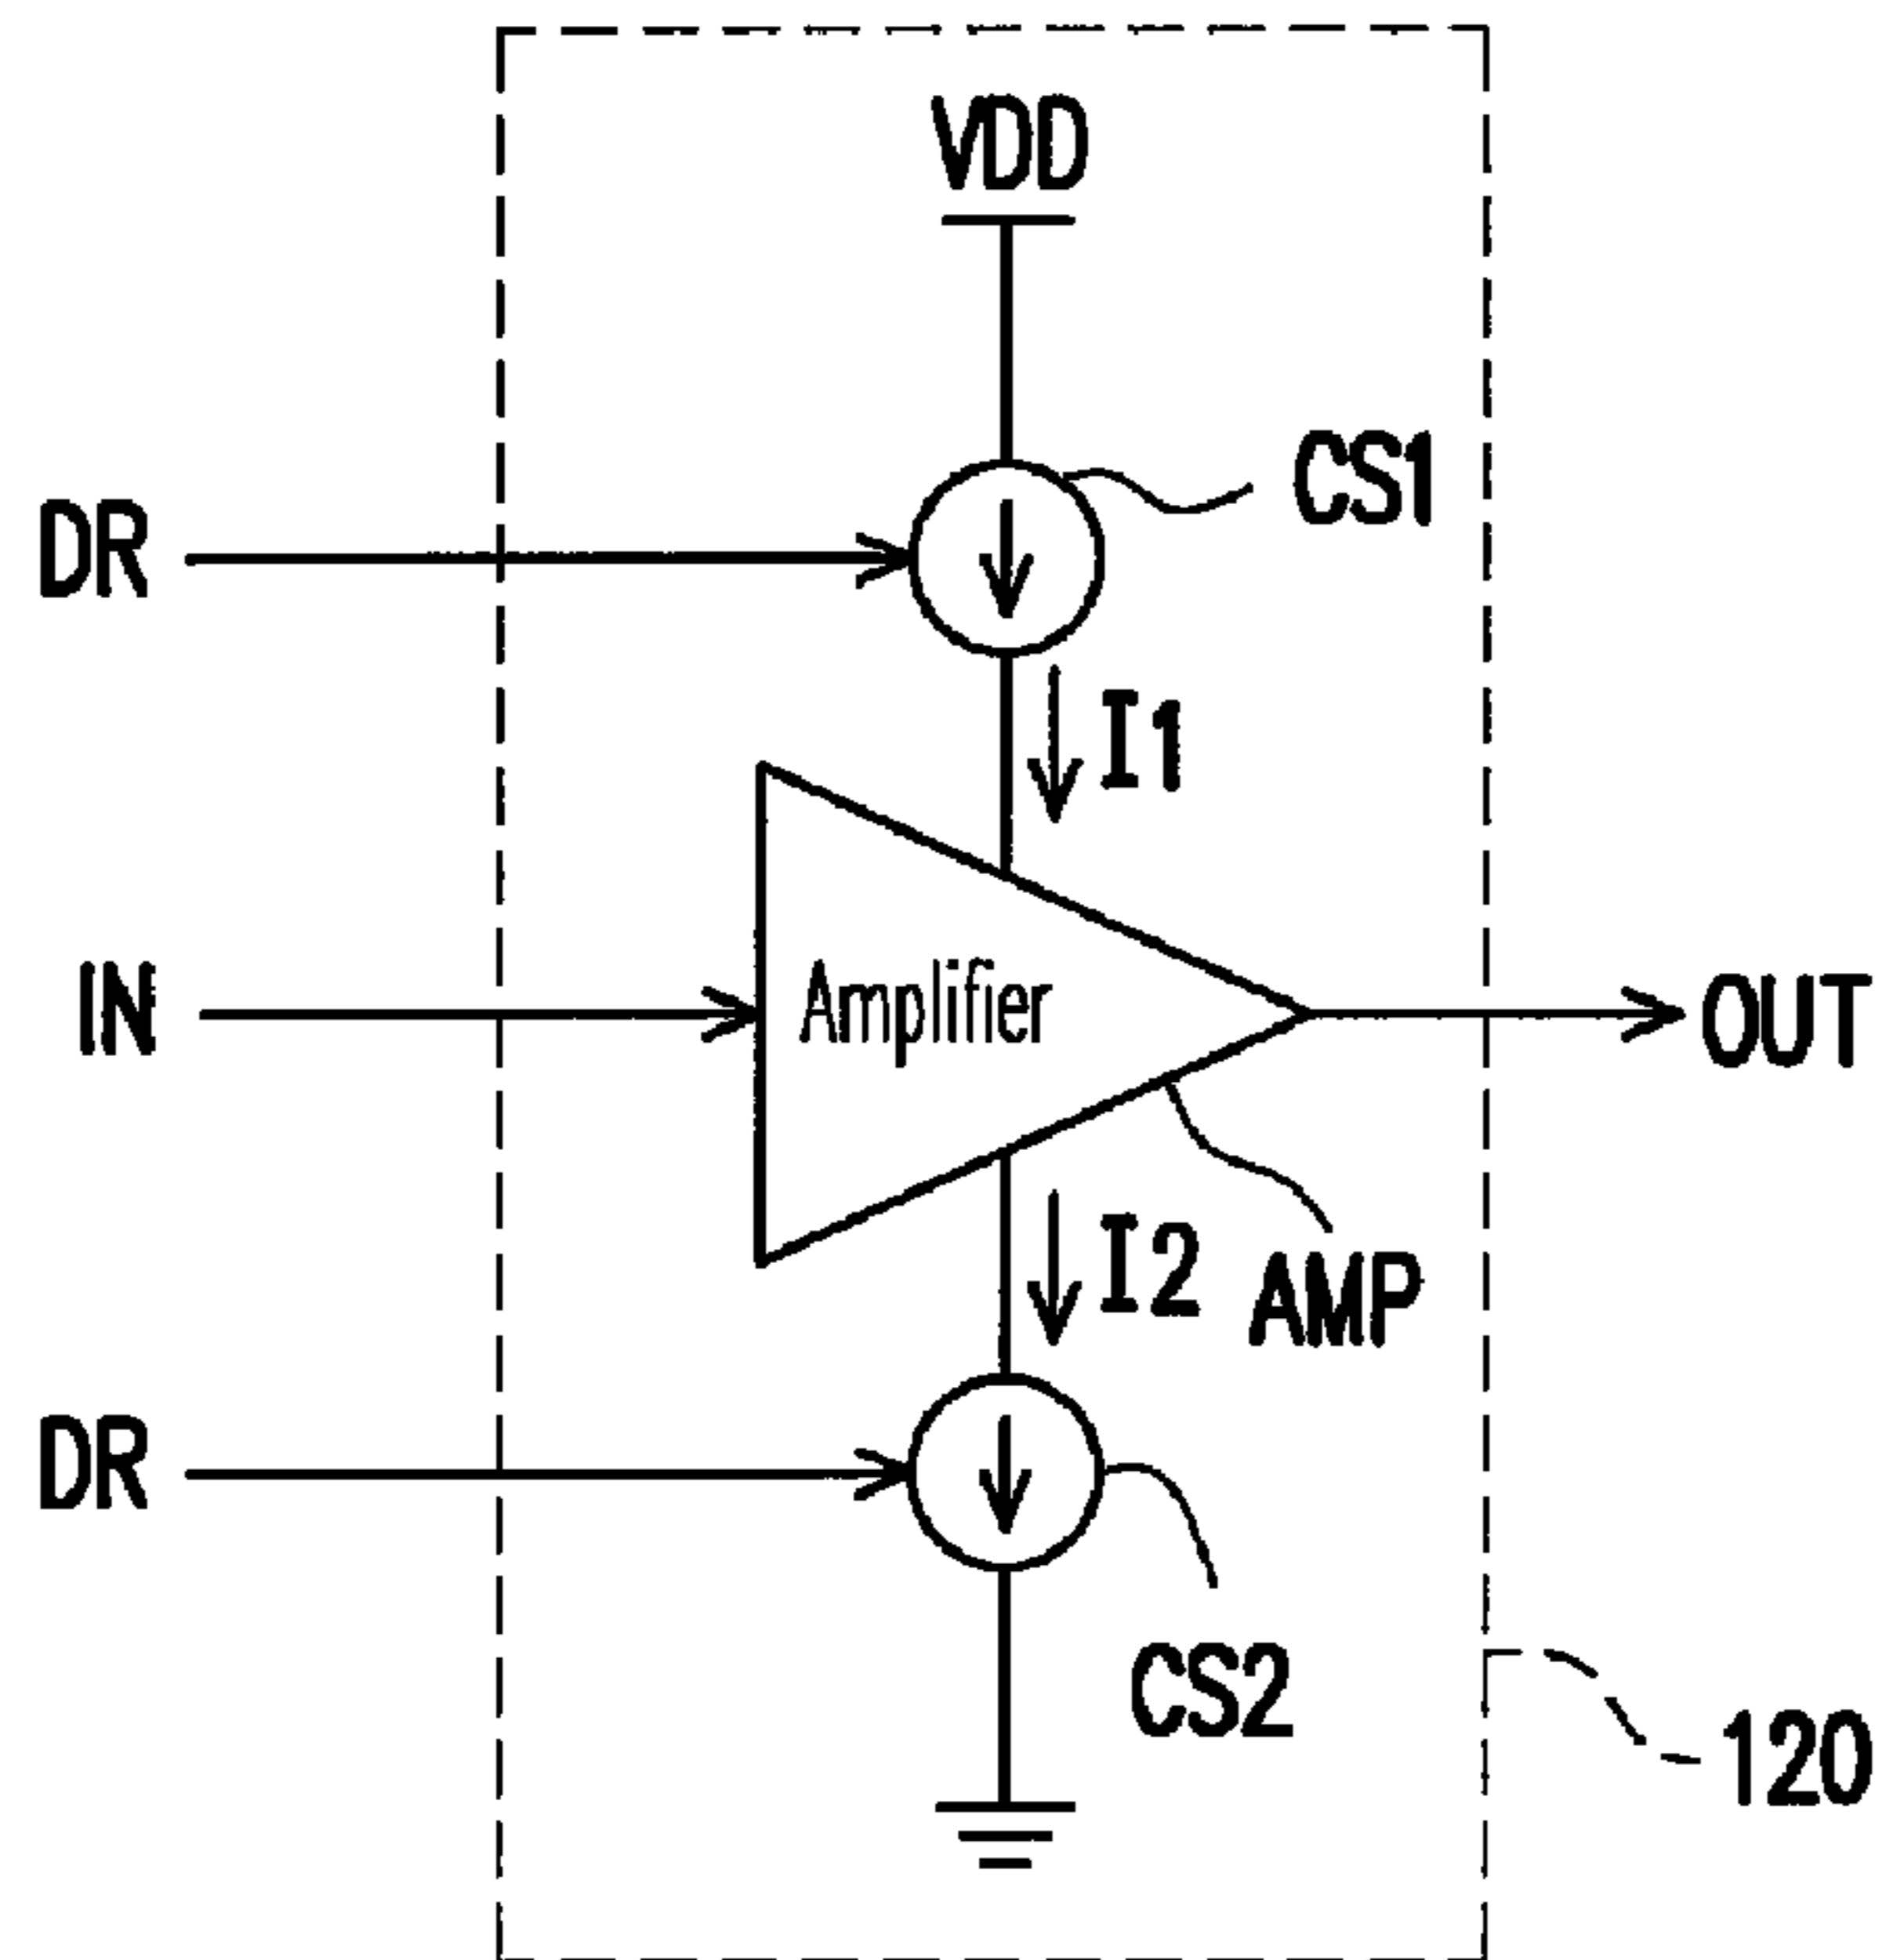 VDD
CS1
DR
I1
IN
Amplifier
OUT
I2
AMP
DR
CS2
120